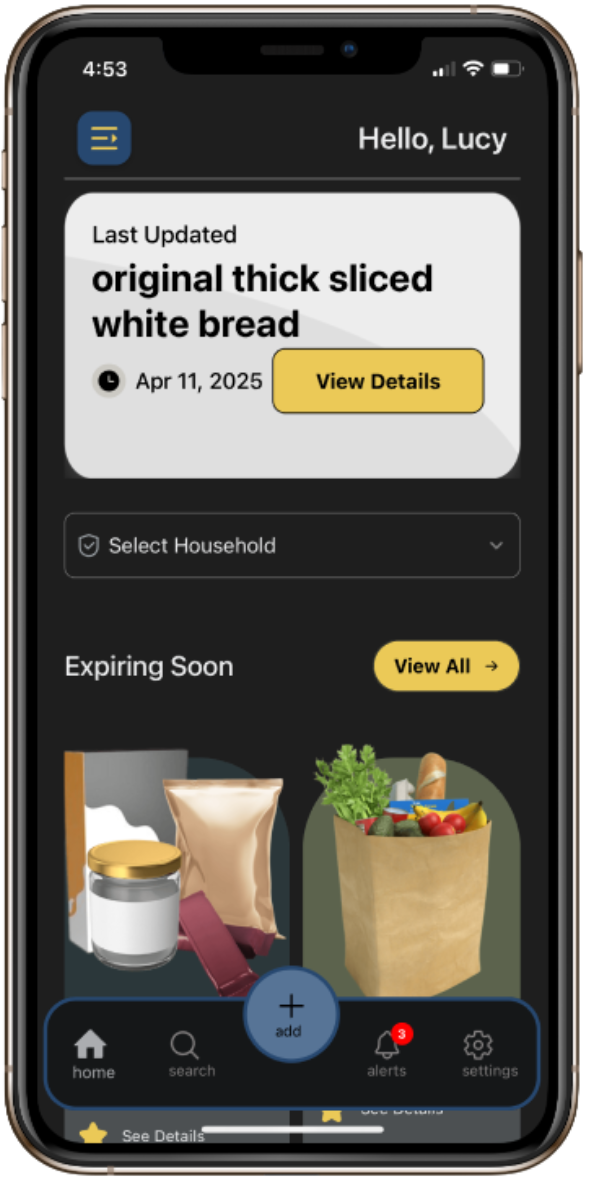 4:53
Hello, Lucy
Last Updated
original thick sliced
white bread
Apr 11, 2025 View Details
Select Household
Expiring Soon View All →
add
3
home search alerts settings
See Details
See Details